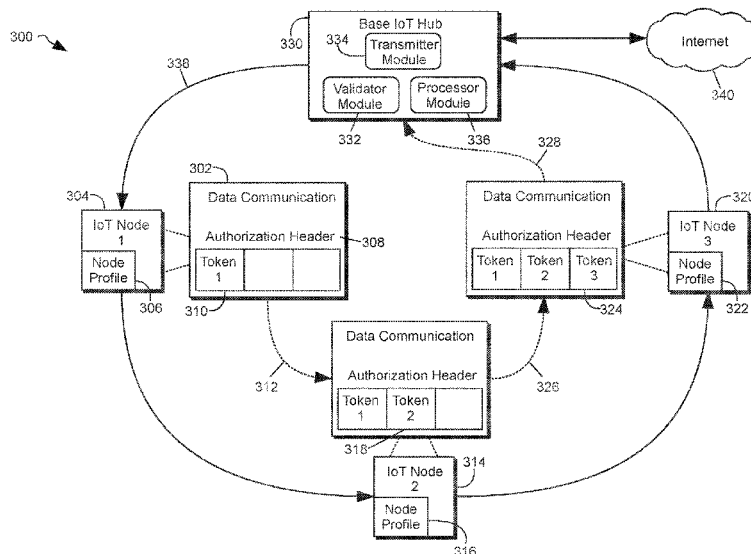 300
330
Base IoT Hub
334
Transmitter
Module
Validator
Module
Processor
Module
332
336
Internet
340
338
328
302
Data Communication
Authorization Header
308
Token
1
310
304
IoT Node
1
Node
Profile
306
Data Communication
Authorization Header
Token
1
Token
2
Token
3
324
320
IoT Node
3
Node
Profile
322
312
Data Communication
Authorization Header
Token
1
Token
2
318
326
314
IoT Node
2
Node
Profile
316